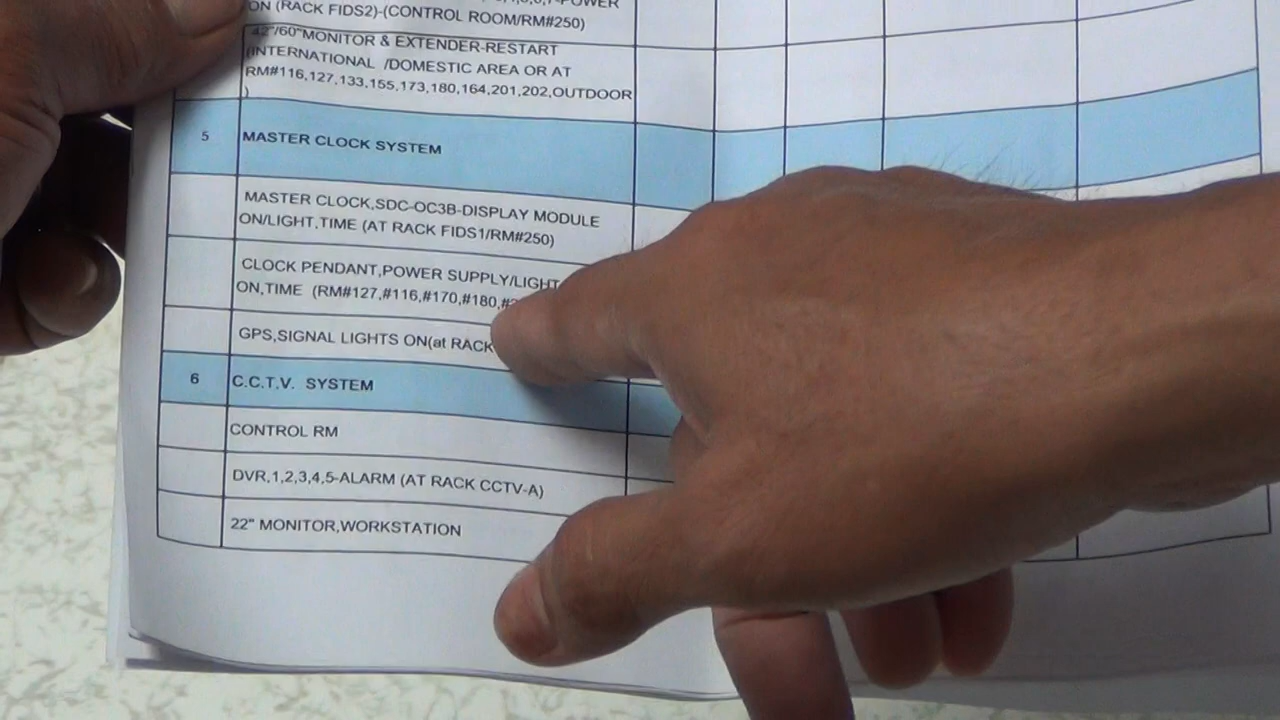 ON (RACK FIDS2)-(CONTROL ROOM/RM#250)
42"/60"MONITOR & EXTENDER-RESTART
(INTERNATIONAL /DOMESTIC AREA OR AT
RM#116,127,133,155,173,180,164,201,202,OUTDOOR
)
5 MASTER CLOCK SYSTEM
MASTER CLOCK,SDC-OC3B-DISPLAY MODULE
ON/LIGHT,TIME (AT RACK FIDS1/RM#250)
CLOCK PENDANT,POWER SUPPLY/LIGHT
ON,TIME (RM#127,#116,#170,#180,#
GPS,SIGNAL LIGHTS ON(at RACK
6 C.C.T.V. SYSTEM
CONTROL RM
DVR,1,2,3,4,5-ALARM (AT RACK CCTV-A)
22" MONITOR,WORKSTATION